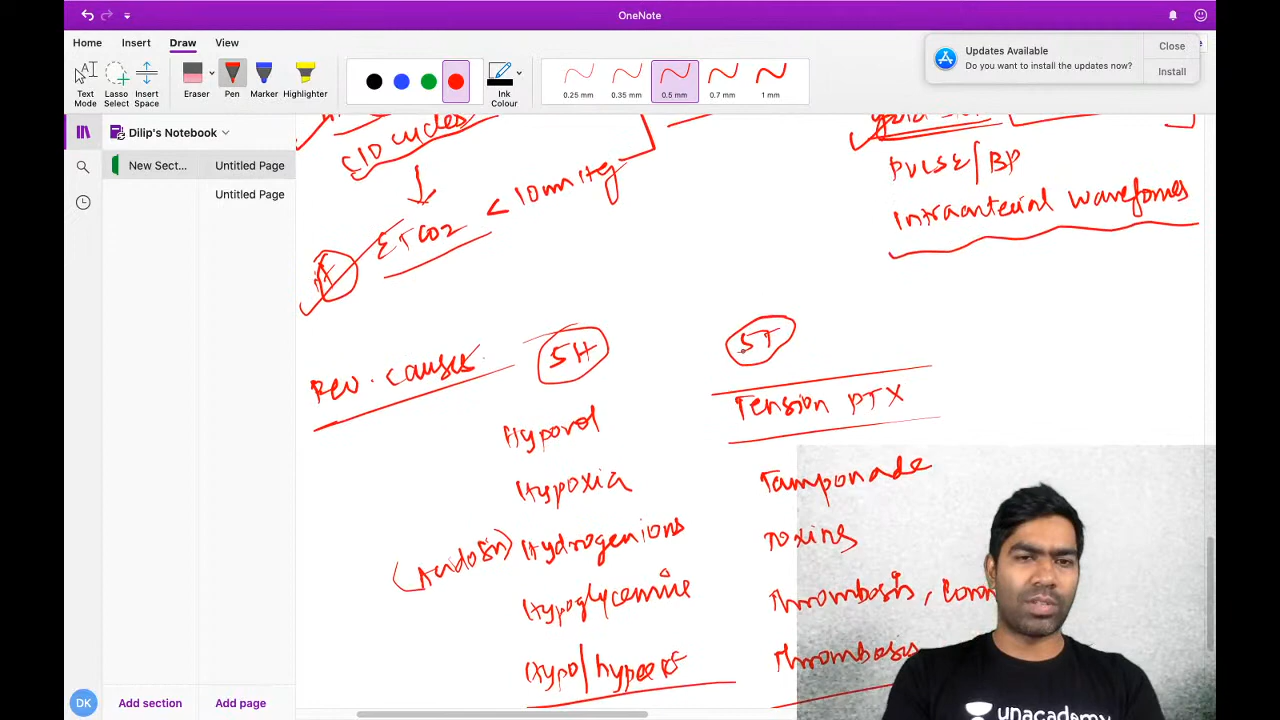 OneNote
Home Insert Draw View
Updates Available
Do you want to install the updates now?
Close
Install
Text Mode
Lasso Select
Insert Space
Eraser
Pen
Marker
Highlighter
Ink Colour
0.25 mm
0.35 mm
0.5 mm
0.7 mm
1 mm
Dilip's Notebook
New Sect...
Untitled Page
Untitled Page
C/D cycles
ETCO2 < 10mmHg
Pulse/BP
Intraarterial waveforms
Rev. causes
5H
5T
Hypovol
Tension PTX
Hypoxia
Tamponade
(Acidosis) Hydrogenions
Toxins
Hypoglycemia
Thrombosis, Coron
Hypo/hyper K+
Thrombosis
DK
Add section
Add page
unacademy